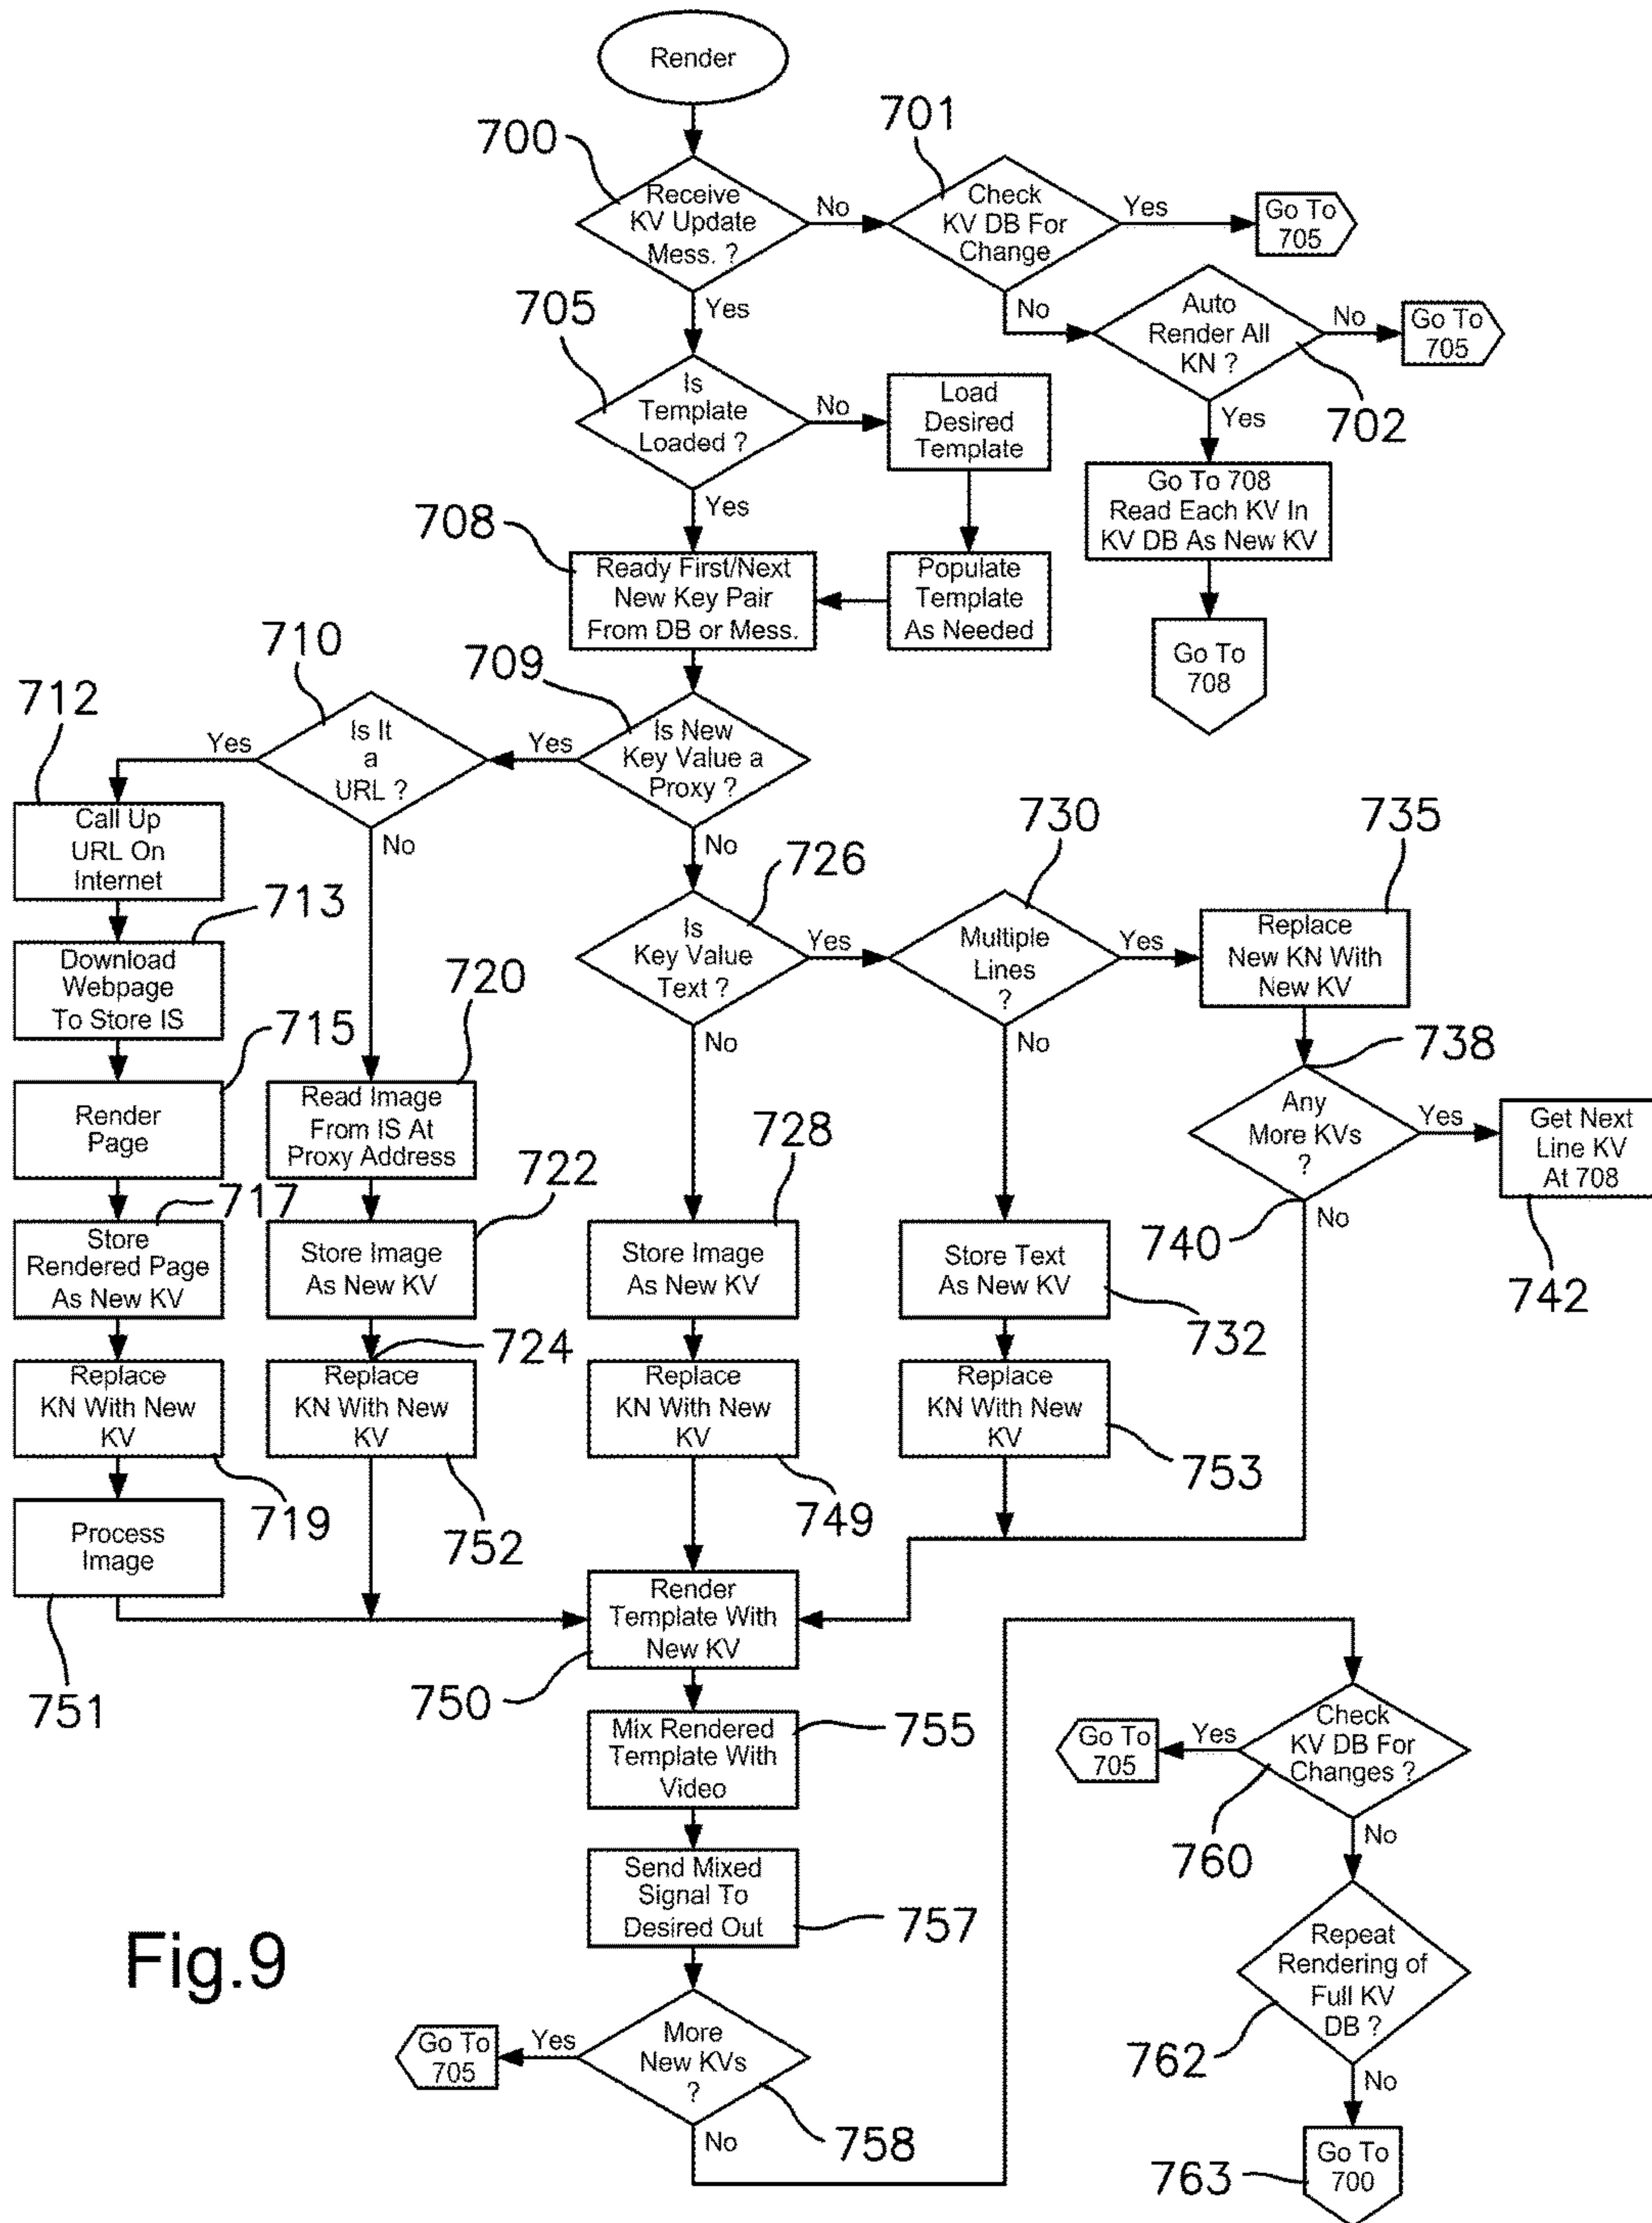 Render
700
701
Receive
KV Update
Mess. ?
No
Check
KV DB For
Change
Yes
Go To
705
Yes
No
705
Auto
Render All
KN ?
No
Go To
705
702
Yes
Is
Template
Loaded ?
No
Load
Desired
Template
Yes
Go To 708
Read Each KV In
KV DB As New KV
708
Ready First/Next
New Key Pair
From DB or Mess.
Populate
Template
As Needed
Go To
708
709
710
712
Is New
Key Value a
Proxy ?
Yes
Is It
a
URL ?
Yes
No
No
Call Up
URL On
Internet
713
Download
Webpage
To Store IS
715
Render
Page
717
Store
Rendered Page
As New KV
Replace
KN With New
KV
719
Process
Image
751
720
Read Image
From IS At
Proxy Address
722
Store Image
As New KV
724
Replace
KN With New
KV
752
726
Is
Key Value
Text ?
Yes
No
728
Store Image
As New KV
Replace
KN With New
KV
749
730
Multiple
Lines
?
Yes
No
Store Text
As New KV
732
Replace
KN With New
KV
753
735
Replace
New KN With
New KV
738
Any
More KVs
?
Yes
Get Next
Line KV
At 708
742
740
No
Render
Template With
New KV
750
Mix Rendered
Template With
Video
755
Send Mixed
Signal To
Desired Out
757
More
New KVs
?
Yes
Go To
705
758
No
Check
KV DB For
Changes ?
Yes
Go To
705
760
No
Repeat
Rendering of
Full KV
DB ?
762
No
Go To
700
763
Fig.9